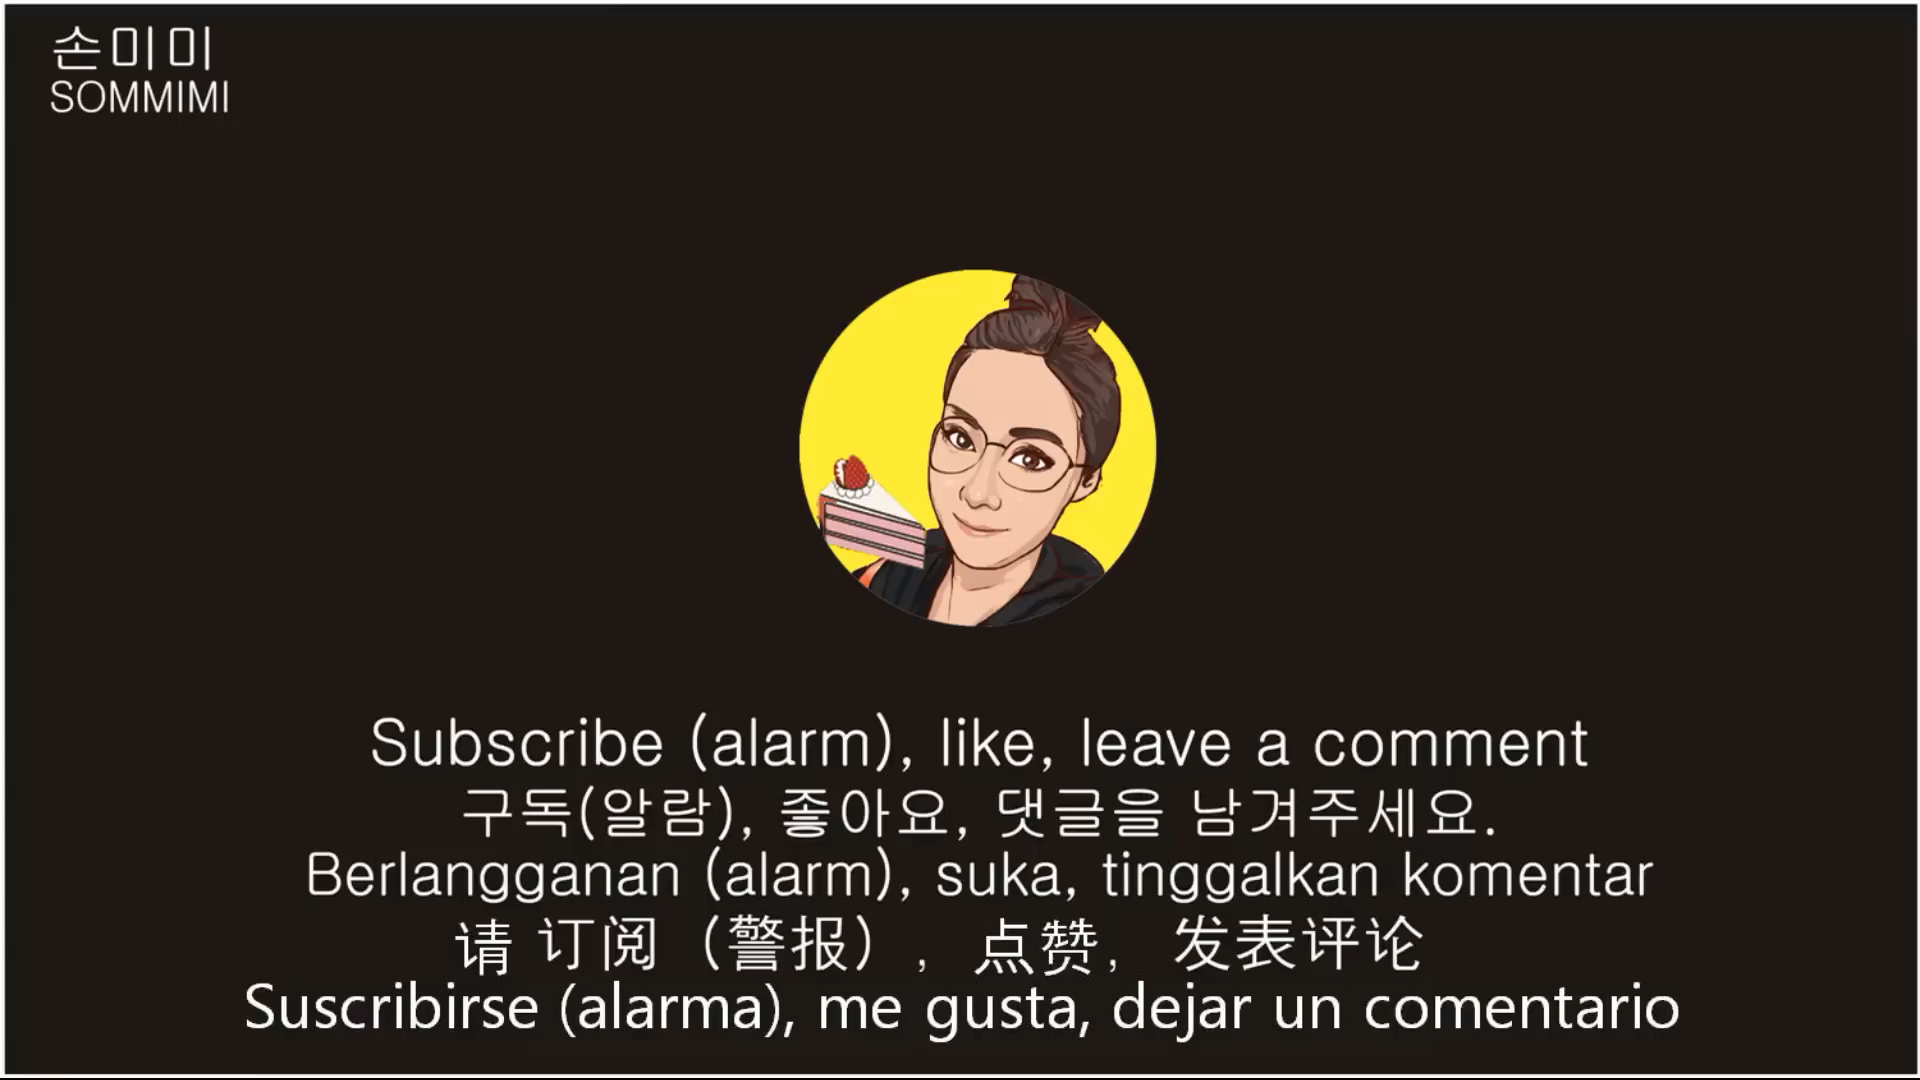 손미미
SOMMIMI
Subscribe (alarm), like, leave a comment
구독(알람), 좋아요, 댓글을 남겨주세요.
Berlangganan (alarm), suka, tinggalkan komentar
请 订阅（警报）, 点赞, 发表评论
Suscribirse (alarma), me gusta, dejar un comentario